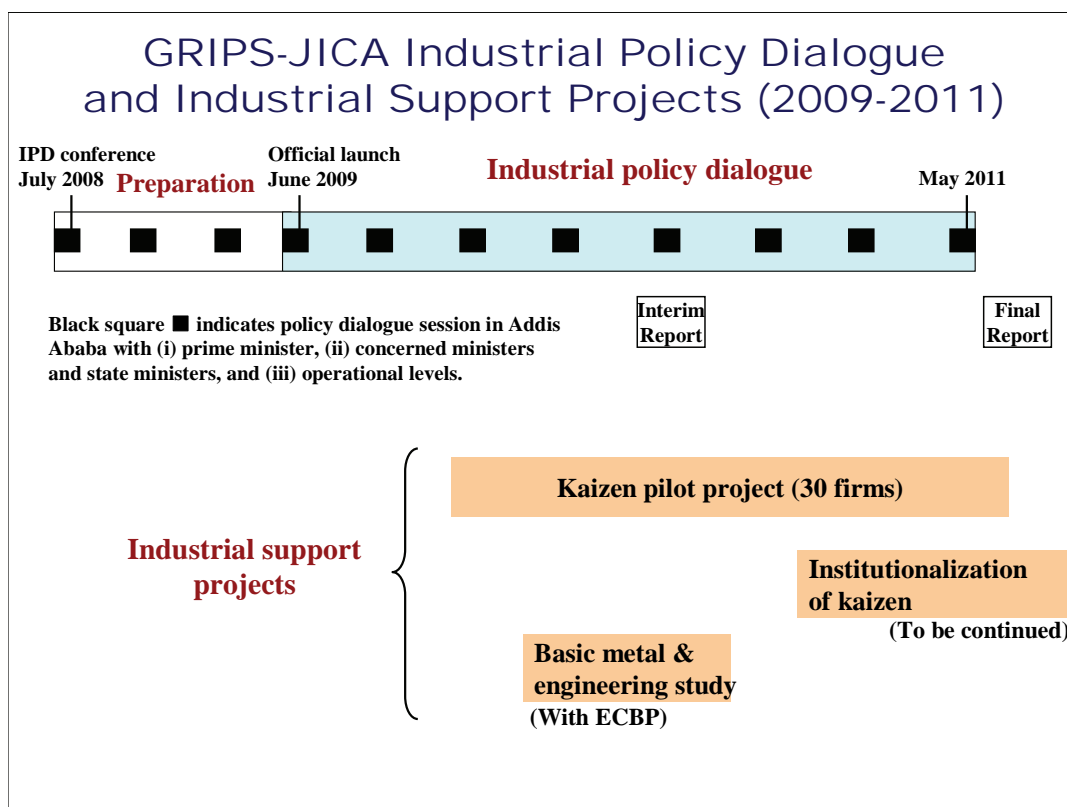 GRIPS-JICA Industrial Policy Dialogue
and Industrial Support Projects (2009-2011)
IPD conference
July 2008
Preparation
Official launch
June 2009
Industrial policy dialogue
May 2011
Interim
Report
Final
Report
Black square ■ indicates policy dialogue session in Addis
Ababa with (i) prime minister, (ii) concerned ministers
and state ministers, and (iii) operational levels.
Kaizen pilot project (30 firms)
Industrial support
projects
Institutionalization
of kaizen
(To be continued)
Basic metal &
engineering study
(With ECBP)